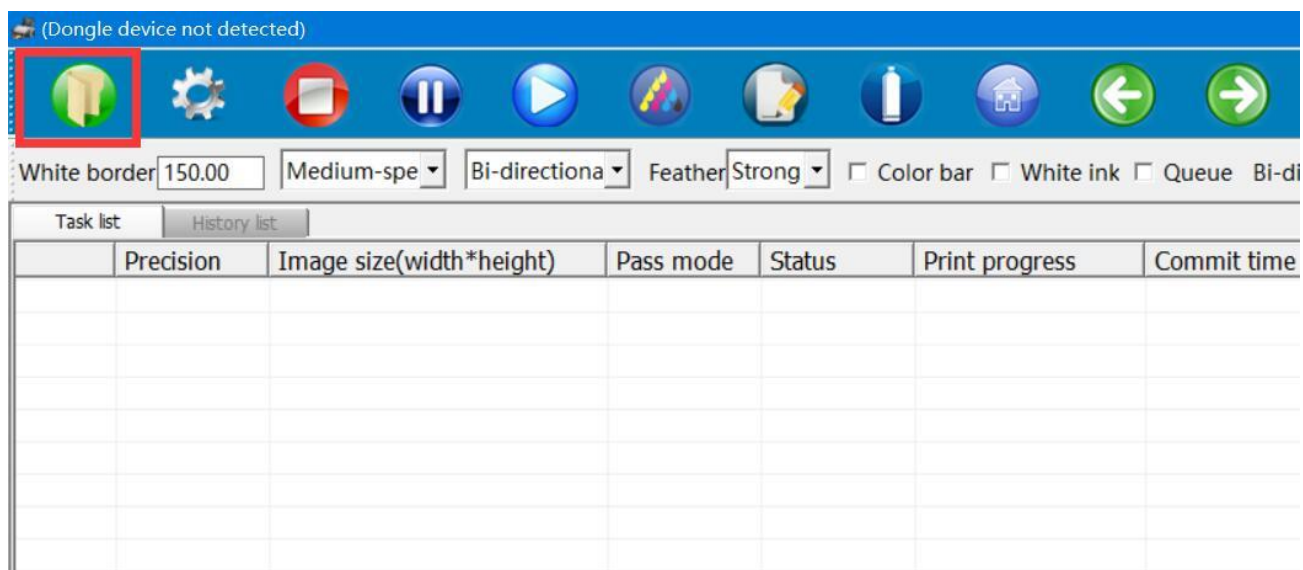 (Dongle device not detected)
White border 150.00 Medium-spe Bi-directiona Feather Strong Color bar White ink Queue Bi-di
Task list History list
Precision Image size(width*height) Pass mode Status Print progress Commit time